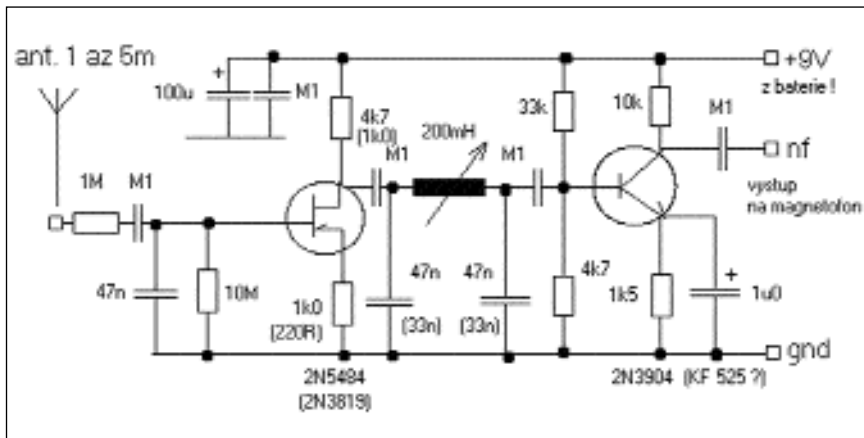 ant. 1 az 5m
+
100u
M1
4k7
(1k0)
200mH
33k
10k
+9V
z baterie !
M1
nf
vystup
na magnetofon
1M
M1
M1
M1
47n
10M
1k0
(220R)
47n
(33n)
47n
(33n)
4k7
1k5
+
1u0
gnd
2N5484
(2N3819)
2N3904 (KF 525 ?)